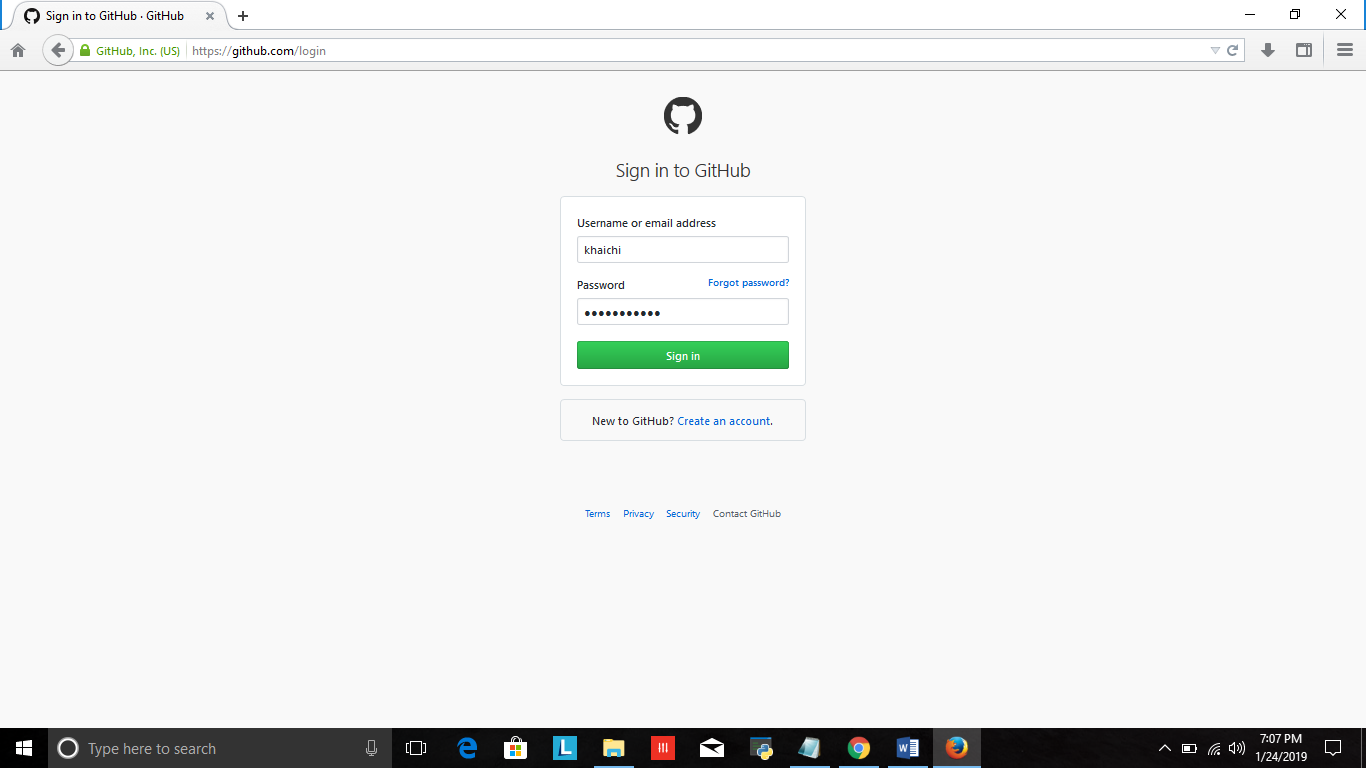 Sign in to GitHub · GitHub
GitHub, Inc. (US) https://github.com/login
Sign in to GitHub
Username or email address
khaichi
Password Forgot password?
•••••••••••
Sign in
New to GitHub? Create an account.
Terms Privacy Security Contact GitHub
Type here to search
L
7:07 PM
1/24/2019